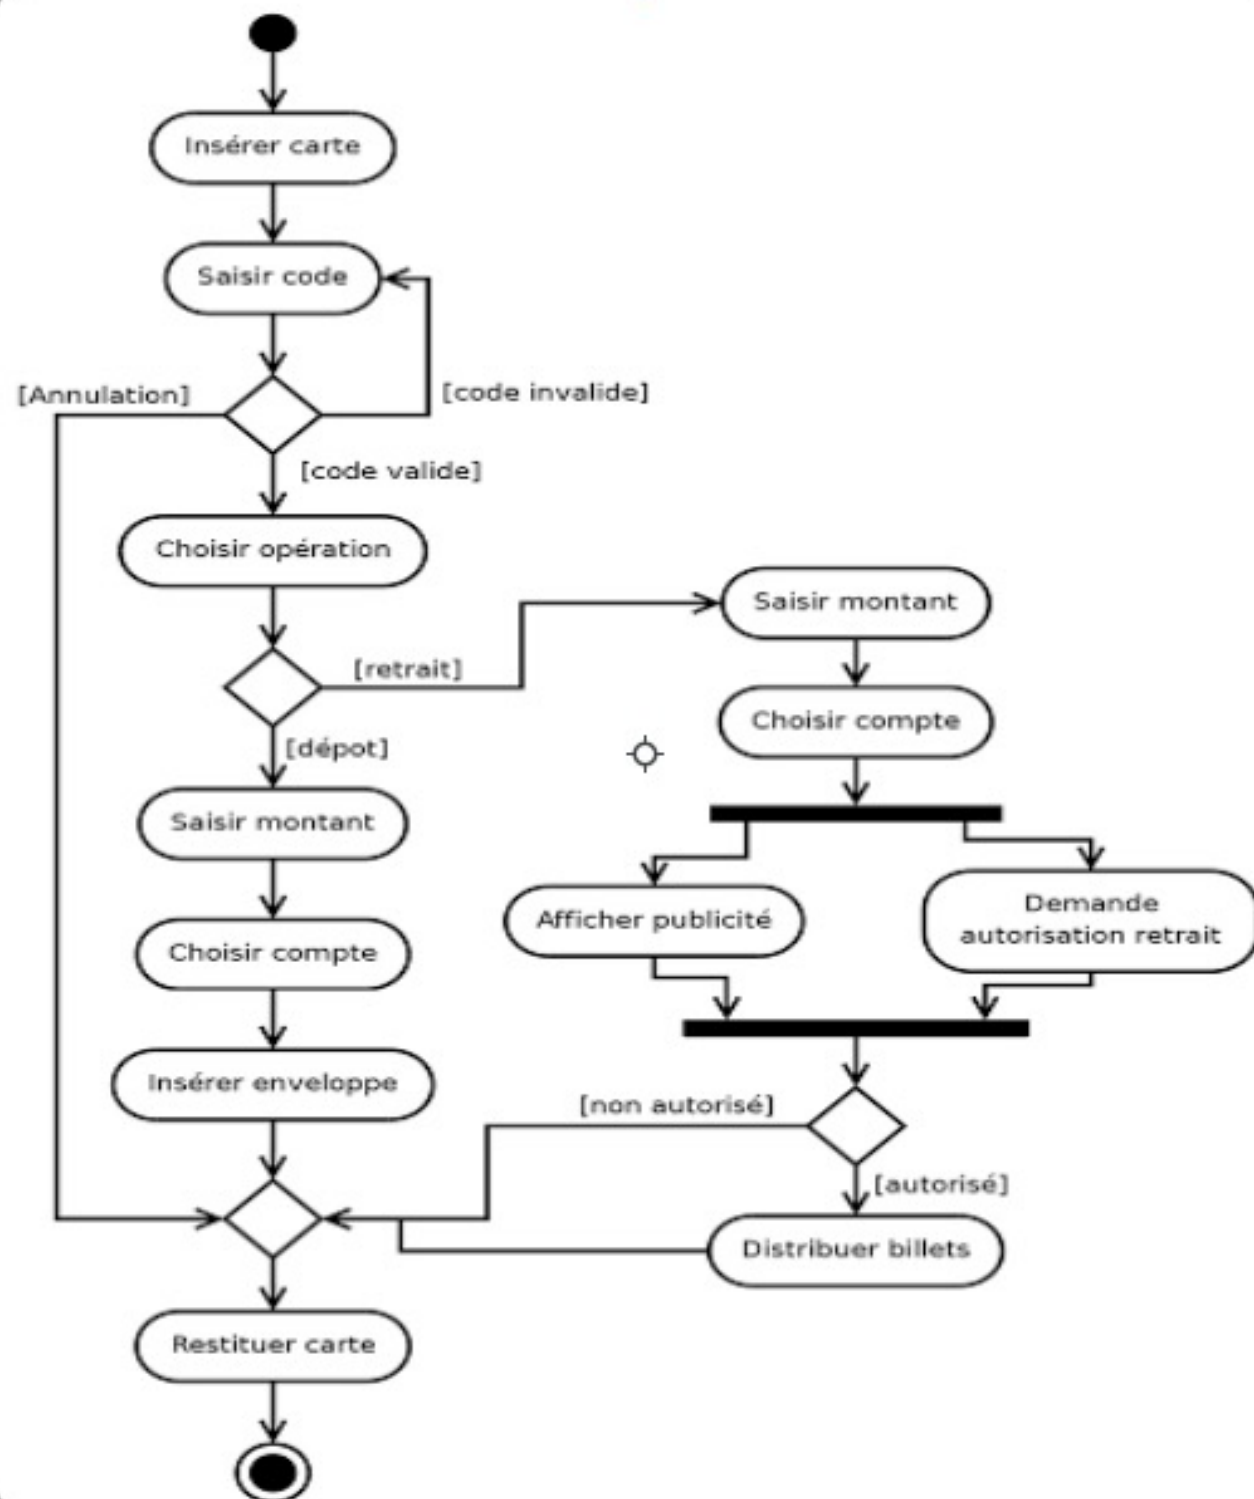 Insérer carte
Saisir code
[Annulation]
[code invalide]
[code valide]
Choisir opération
[retrait]
Saisir montant
Choisir compte
[dépot]
Saisir montant
Choisir compte
Insérer enveloppe
Afficher publicité
Demande
autorisation retrait
[non autorisé]
[autorisé]
Distribuer billets
Restituer carte